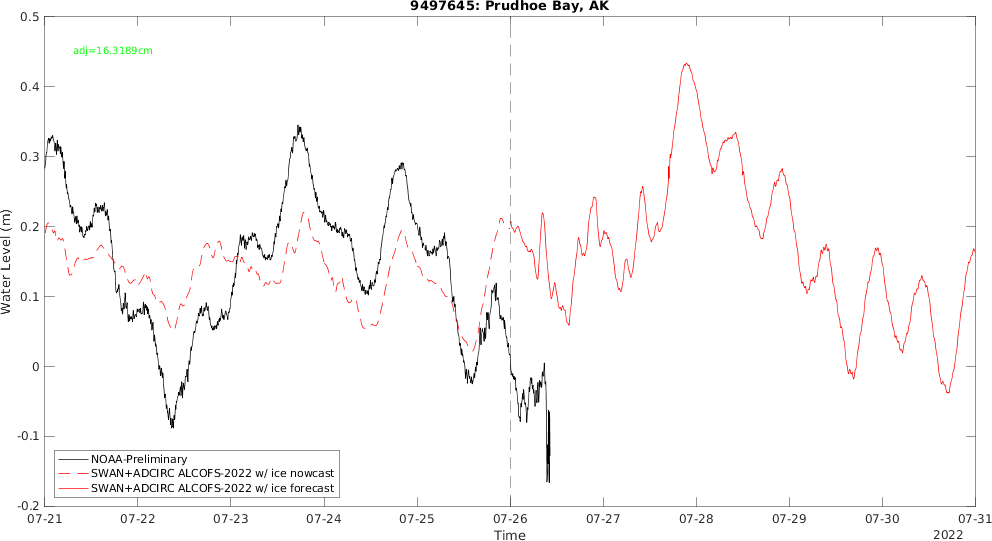 9497645: Prudhoe Bay, AK
adj=16.3189cm
0.5
0.4
0.3
0.2
0.1
0
-0.1
-0.2
Water Level (m)
NOAA-Preliminary
SWAN+ADCIRC ALCOFS-2022 w/ ice nowcast
SWAN+ADCIRC ALCOFS-2022 w/ ice forecast
07-21 07-22 07-23 07-24 07-25 07-26 07-27 07-28 07-29 07-30 07-31
Time
2022